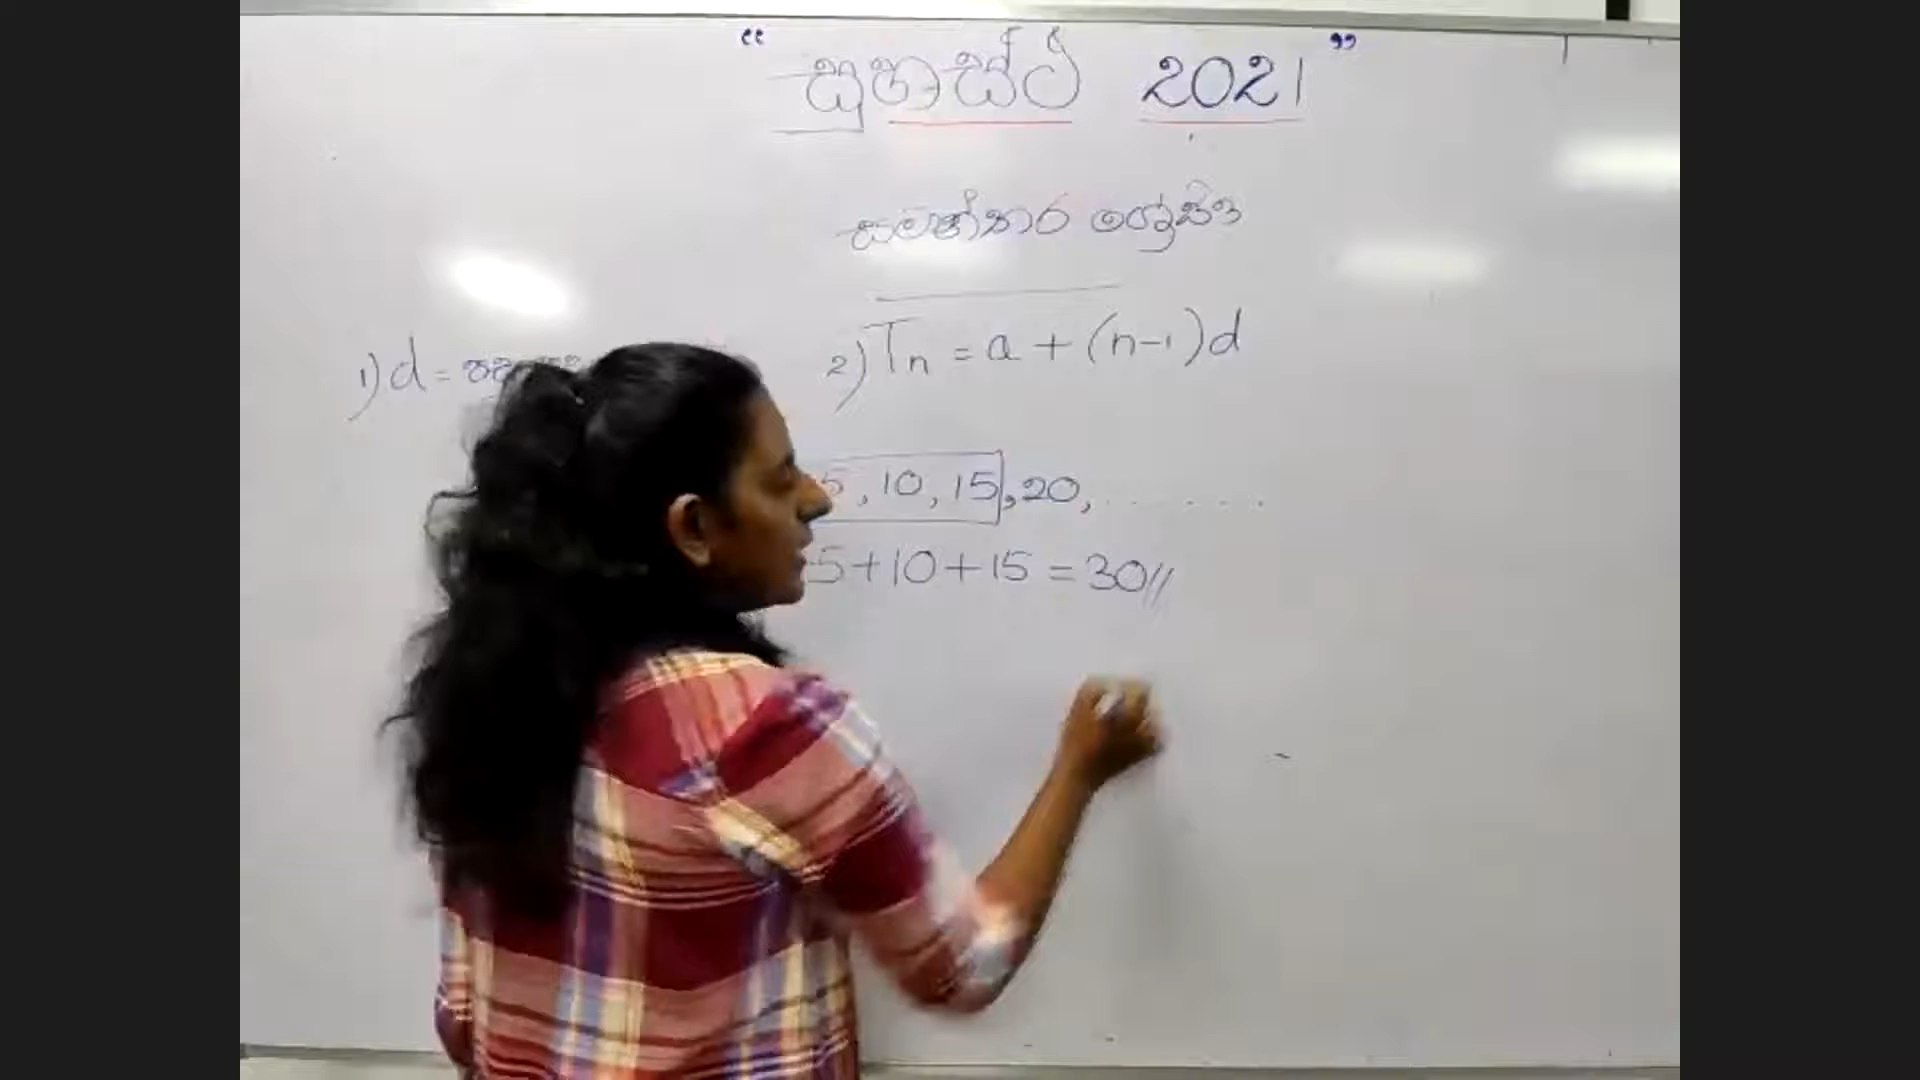 “ සුභාස්ථි 2021 ”
සමාන්තර ශ්‍රේඪි
1) d =
2) Tn = a + (n-1)d
5, 10, 15, 20, . . . . . .
5+10+15 = 30//